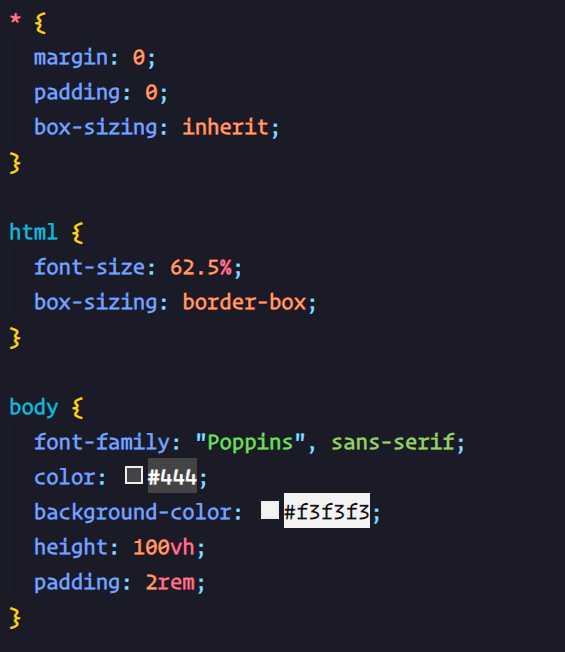 * {
  margin: 0;
  padding: 0;
  box-sizing: inherit;
}

html {
  font-size: 62.5%;
  box-sizing: border-box;
}

body {
  font-family: "Poppins", sans-serif;
  color: #444;
  background-color: #f3f3f3;
  height: 100vh;
  padding: 2rem;
}